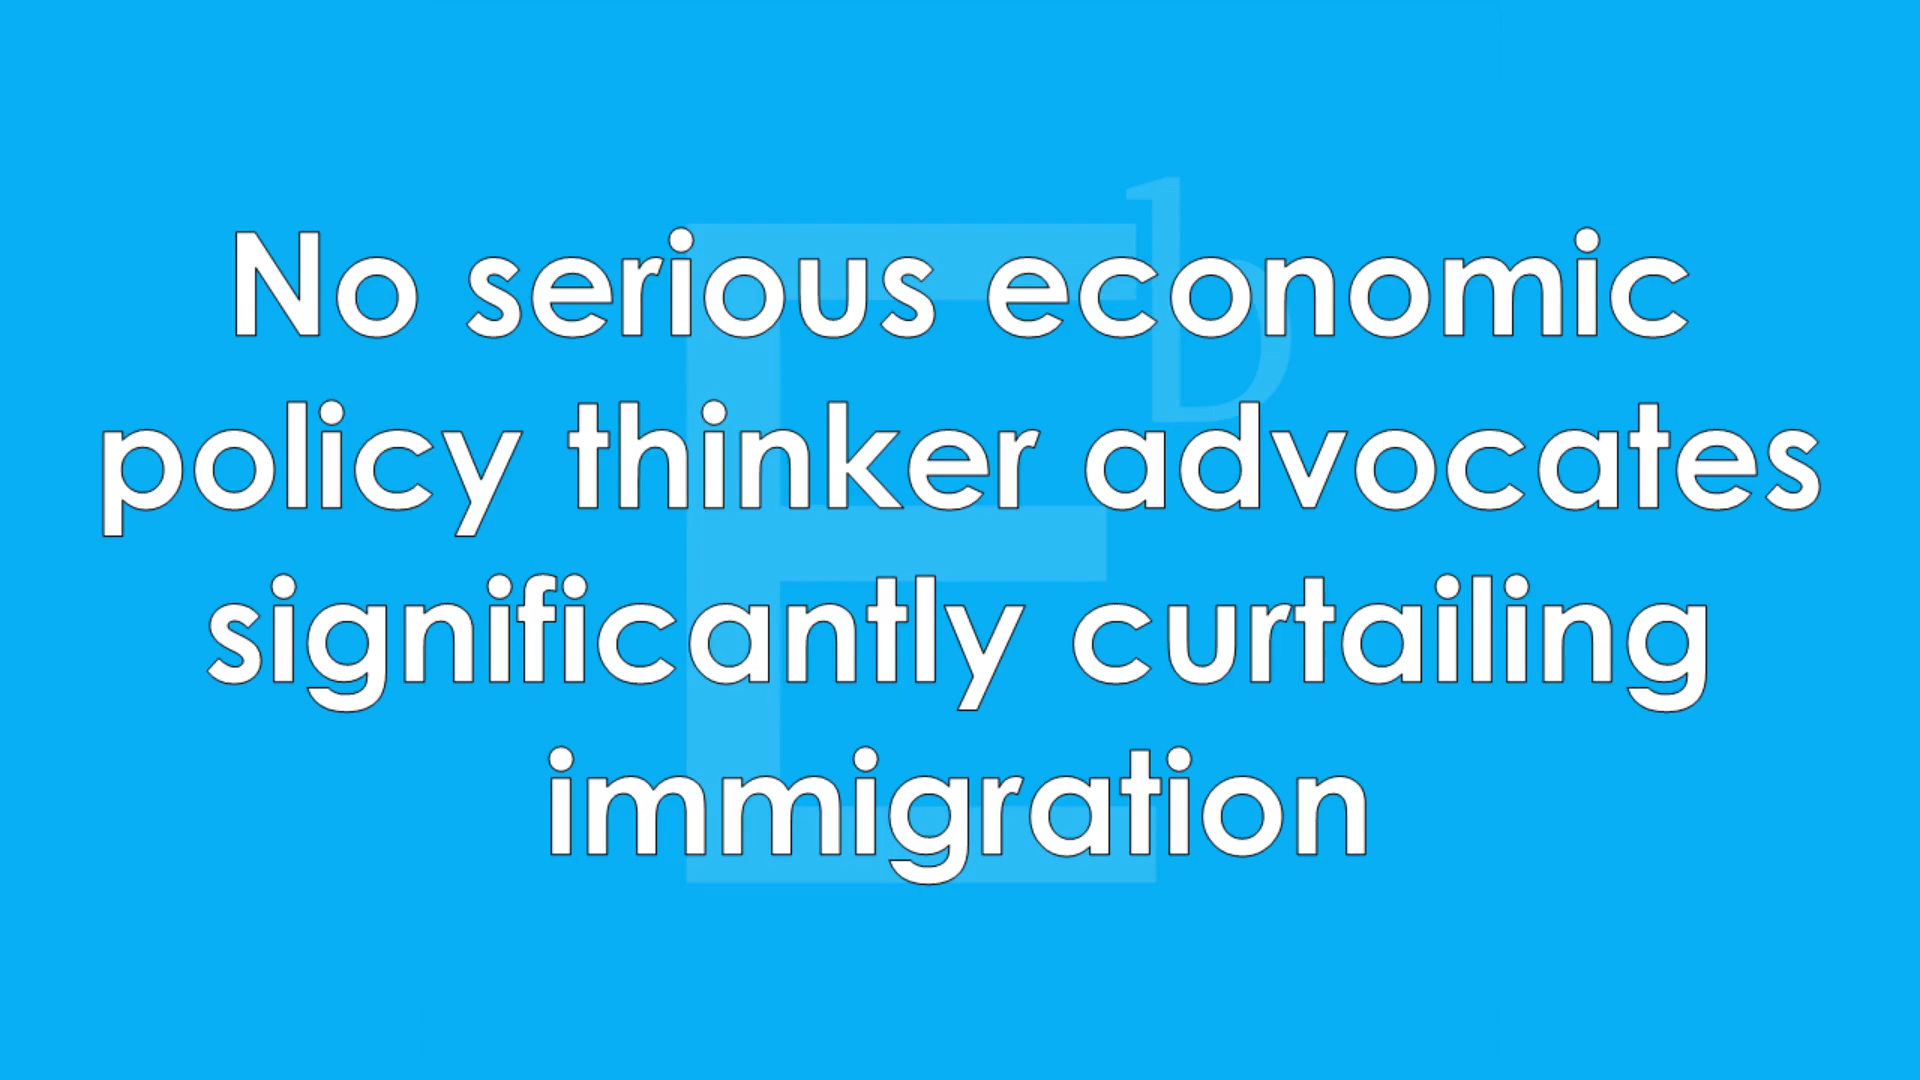 No serious economic
policy thinker advocates
significantly curtailing
immigration
E b